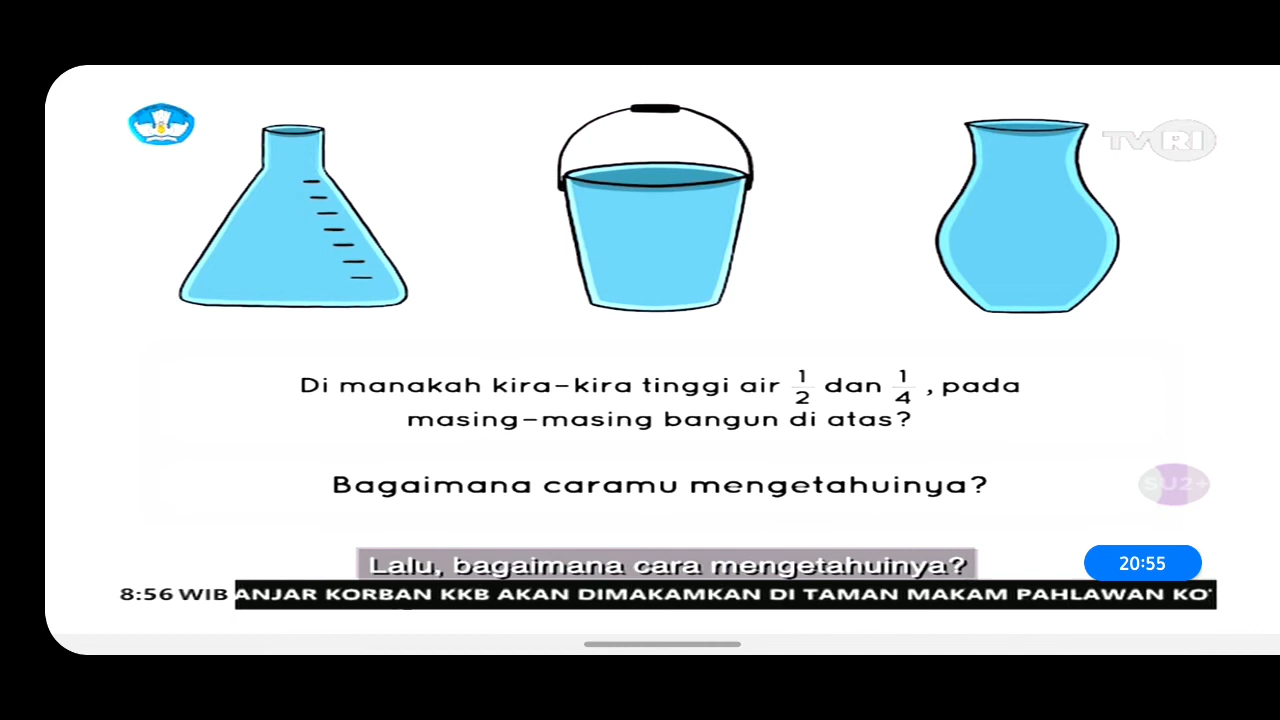 TVRI
Di manakah kira-kira tinggi air 1/2 dan 1/4 , pada
masing-masing bangun di atas?
Bagaimana caramu mengetahuinya?
SU2+
Lalu, bagaimana cara mengetahuinya?
20:55
8:56 WIB ANJAR KORBAN KKB AKAN DIMAKAMKAN DI TAMAN MAKAM PAHLAWAN KO